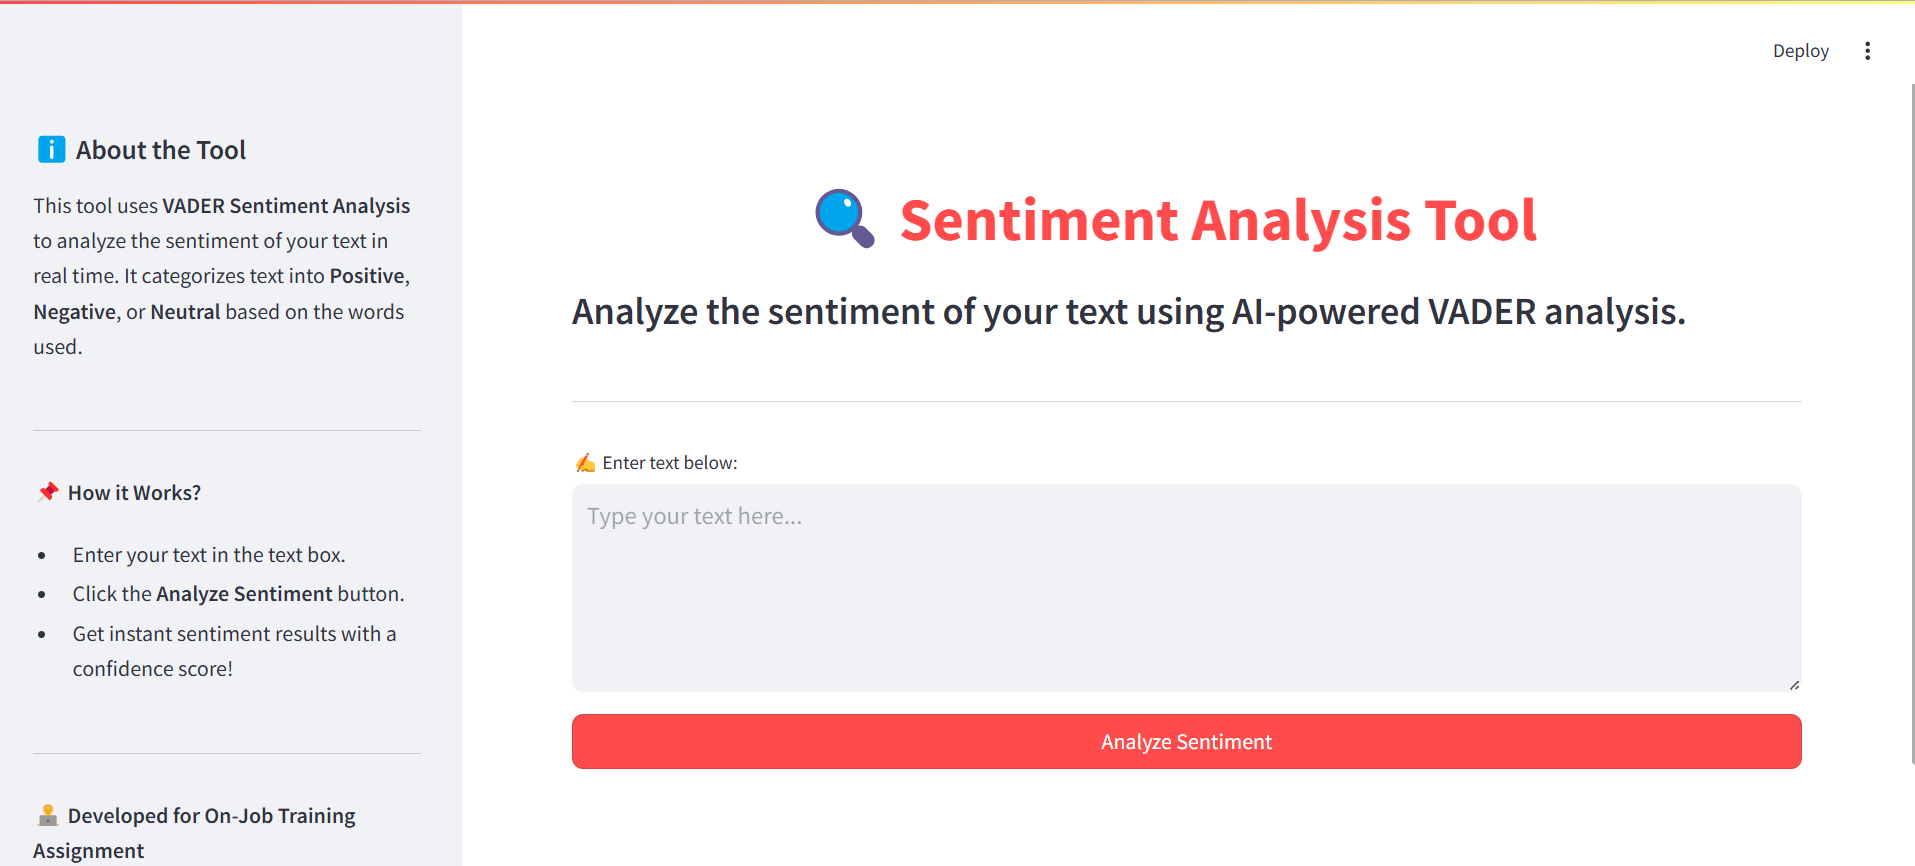 Deploy
About the Tool
This tool uses VADER Sentiment Analysis
to analyze the sentiment of your text in
real time. It categorizes text into Positive,
Negative, or Neutral based on the words
used.
How it Works?
• Enter your text in the text box.
• Click the Analyze Sentiment button.
• Get instant sentiment results with a
confidence score!
Developed for On-Job Training
Assignment
Sentiment Analysis Tool
Analyze the sentiment of your text using AI-powered VADER analysis.
Enter text below:
Type your text here...
Analyze Sentiment